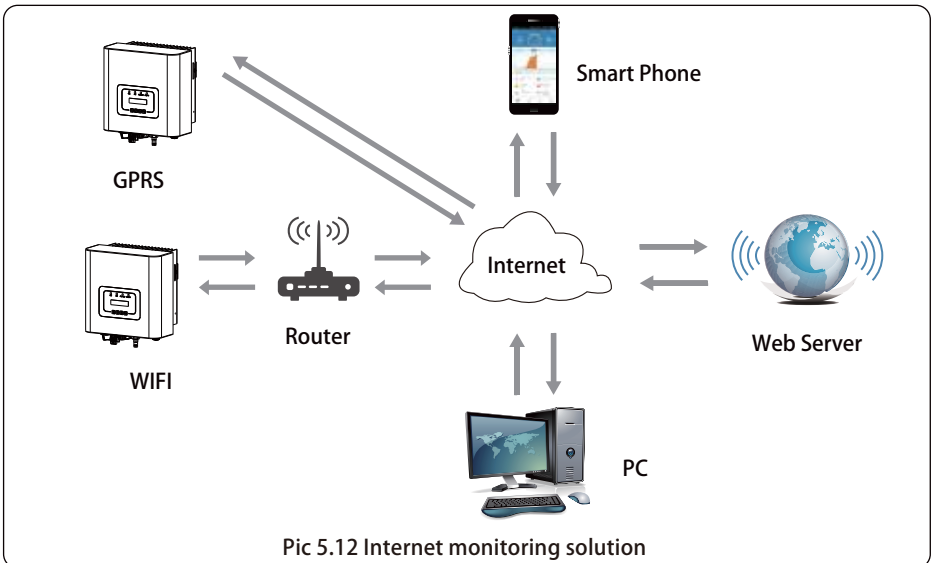 Smart Phone
GPRS
Internet
Router
Web Server
WIFI
PC
Pic 5.12 Internet monitoring solution